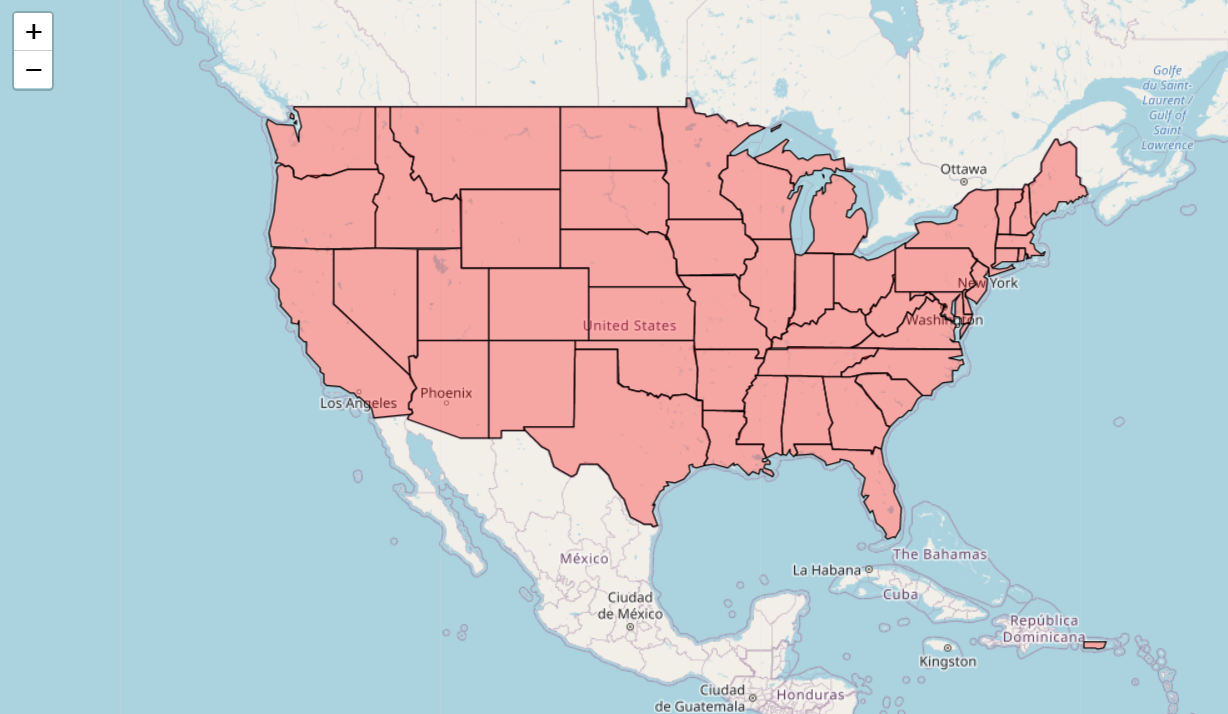 +
−
Golfe
du Saint-
Laurent /
Gulf of
Saint
Lawrence
Ottawa
New York
Washington
United States
Phoenix
Los Angeles
México
The Bahamas
La Habana
Cuba
Ciudad
de México
República
Dominicana
Kingston
Ciudad
de Guatemala
Honduras